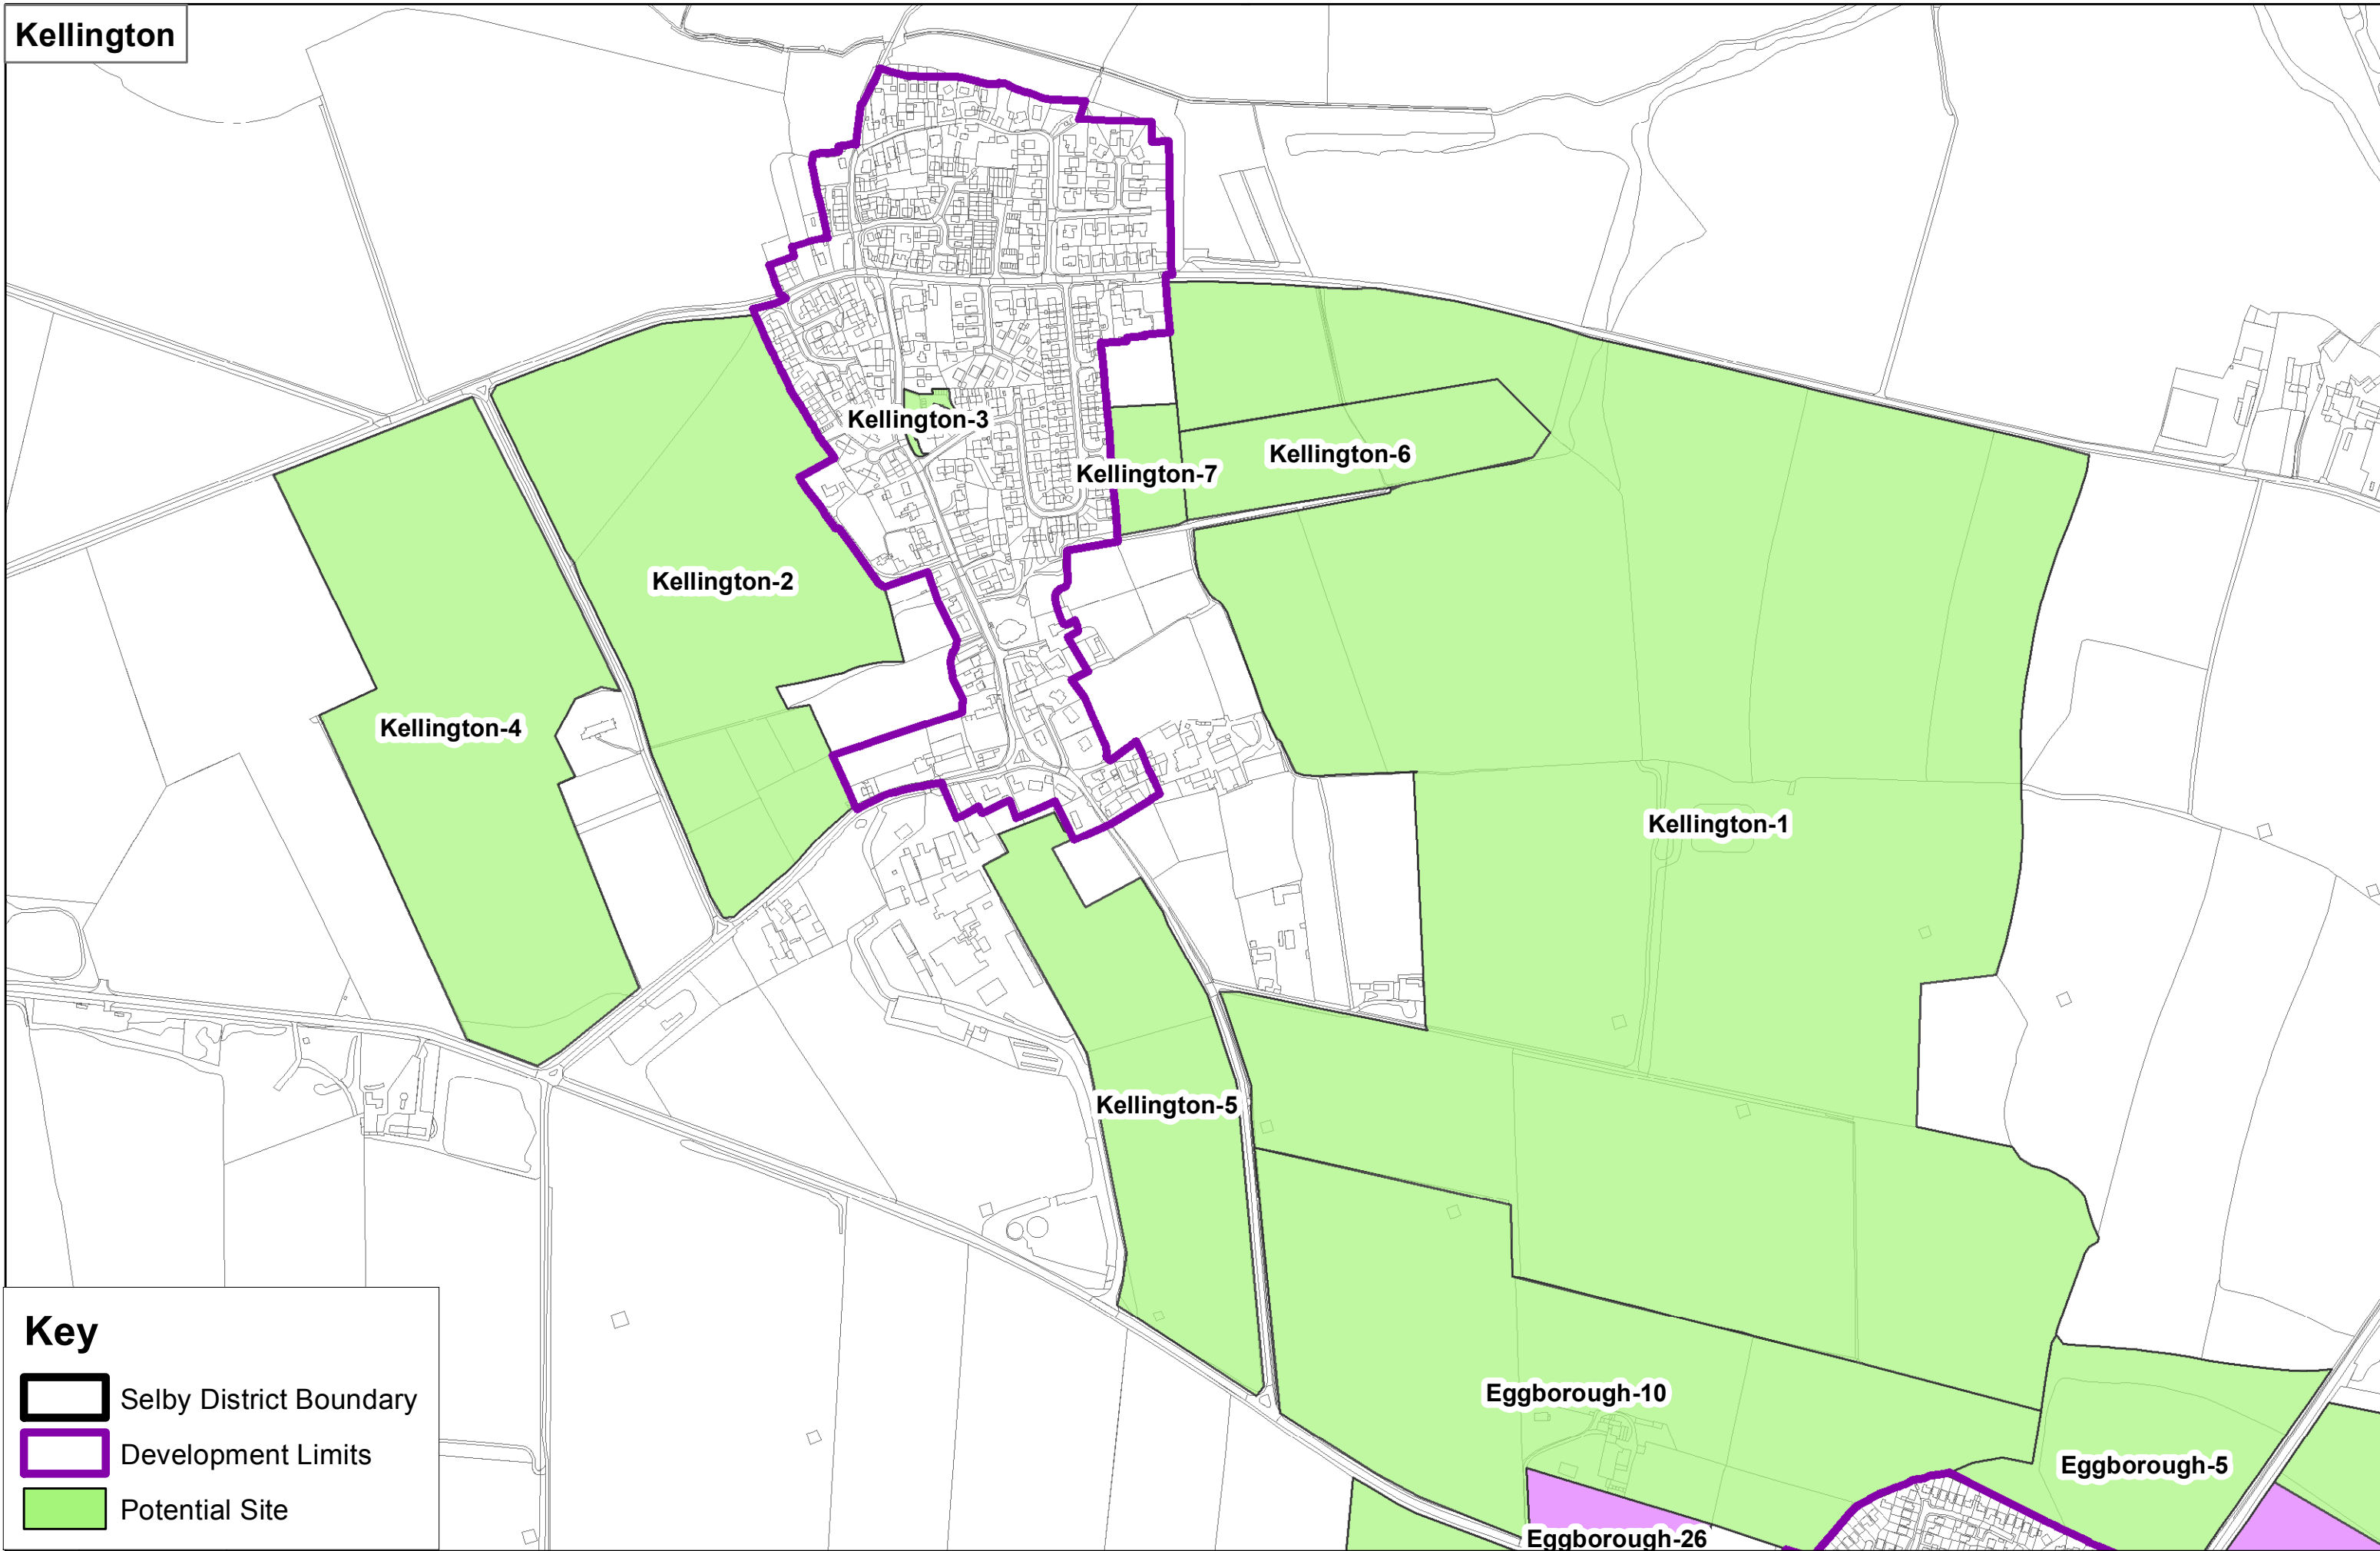 Kellington
Kellington-3
Kellington-6
Kellington-7
Kellington-2
Kellington-4
Kellington-1
Kellington-5
Eggborough-10
Eggborough-5
Eggborough-26
Key
Selby District Boundary
Development Limits
Potential Site